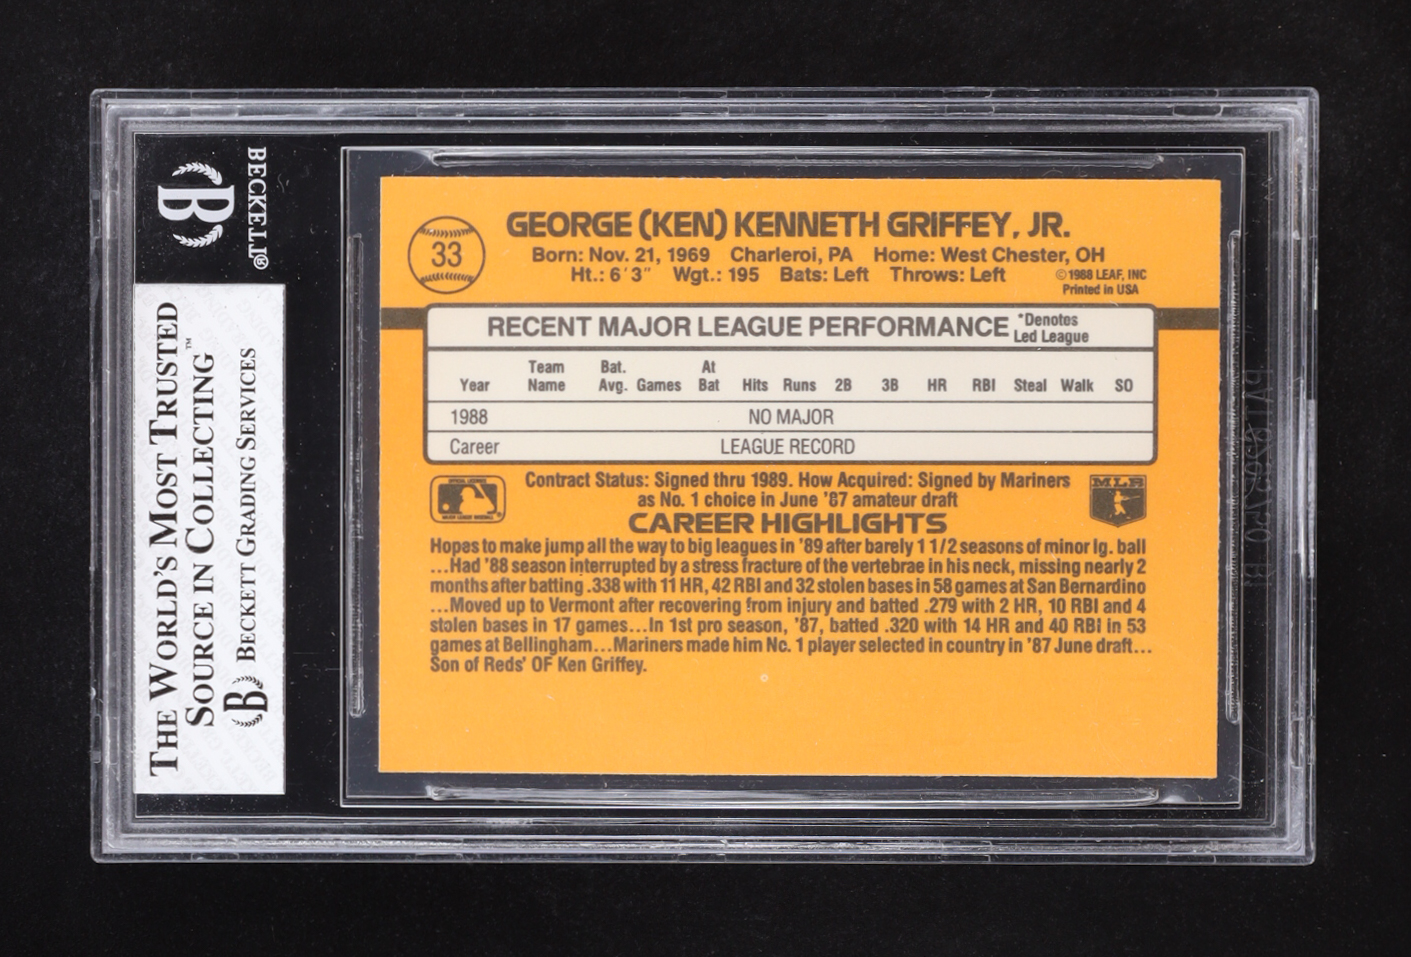 BECKETT®
B
THE WORLD'S MOST TRUSTED
SOURCE IN COLLECTING™
B BECKETT GRADING SERVICES
33
GEORGE (KEN) KENNETH GRIFFEY, JR.
Born: Nov. 21, 1969 Charleroi, PA Home: West Chester, OH
Ht.: 6'3" Wgt.: 195 Bats: Left Throws: Left
©1988 LEAF, INC
Printed in USA
RECENT MAJOR LEAGUE PERFORMANCE *Denotes
Led League
Year Team Name Bat. Avg. Games At Bat Hits Runs 2B 3B HR RBI Steal Walk SO
1988 NO MAJOR
Career LEAGUE RECORD
Contract Status: Signed thru 1989. How Acquired: Signed by Mariners
as No. 1 choice in June '87 amateur draft
MLB
CAREER HIGHLIGHTS
Hopes to make jump all the way to big leagues in '89 after barely 1 1/2 seasons of minor lg. ball
...Had '88 season interrupted by a stress fracture of the vertebrae in his neck, missing nearly 2
months after batting .338 with 11 HR, 42 RBI and 32 stolen bases in 58 games at San Bernardino
...Moved up to Vermont after recovering from injury and batted .279 with 2 HR, 10 RBI and 4
stolen bases in 17 games...In 1st pro season, '87, batted .320 with 14 HR and 40 RBI in 53
games at Bellingham...Mariners made him No. 1 player selected in country in '87 June draft...
Son of Reds' OF Ken Griffey.